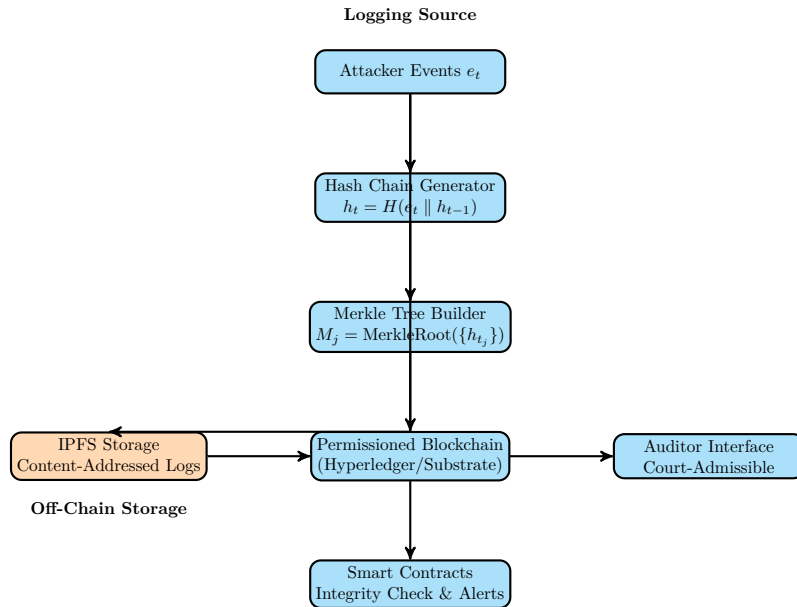 Logging Source
Attacker Events $e_t$
Hash Chain Generator
$h_t = H(e_t \parallel h_{t-1})$
Merkle Tree Builder
$M_j = \text{MerkleRoot}(\{h_{t_j}\})$
IPFS Storage
Content-Addressed Logs
Permissioned Blockchain
(Hyperledger/Substrate)
Auditor Interface
Court-Admissible
Off-Chain Storage
Smart Contracts
Integrity Check & Alerts